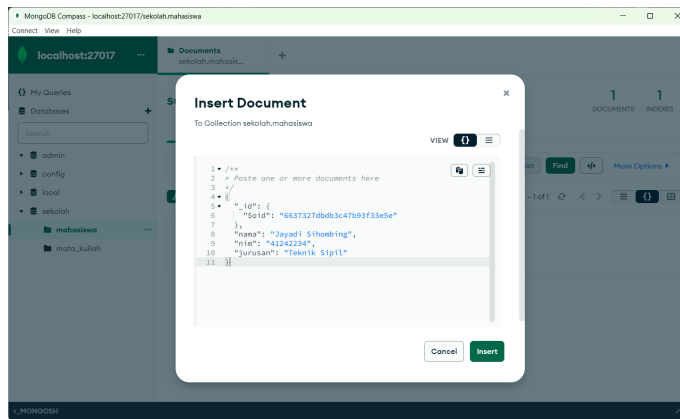 MongoDB Compass - localhost:27017/sekolah.mahasiswa
Connect View Help
localhost:27017 ...
Documents
sekolah.mahasis...
+
{} My Queries
Databases +
Search
admin
config
local
sekolah
mahasiswa ...
mata_kuliah
1 1
DOCUMENTS INDEXES
Find </> More Options
1 of 1
{}
Insert Document
To Collection sekolah.mahasiswa
VIEW {}
1 /**
2 * Paste one or more documents here
3 */
4 {
5 "_id": {
6 "$oid": "6637327dbdb3c47b93f33e5e"
7 },
8 "nama": "Jayadi Sihombing",
9 "nim": "41242234",
10 "jurusan": "Teknik Sipil"
11 }
Cancel Insert
>_MONGOSH